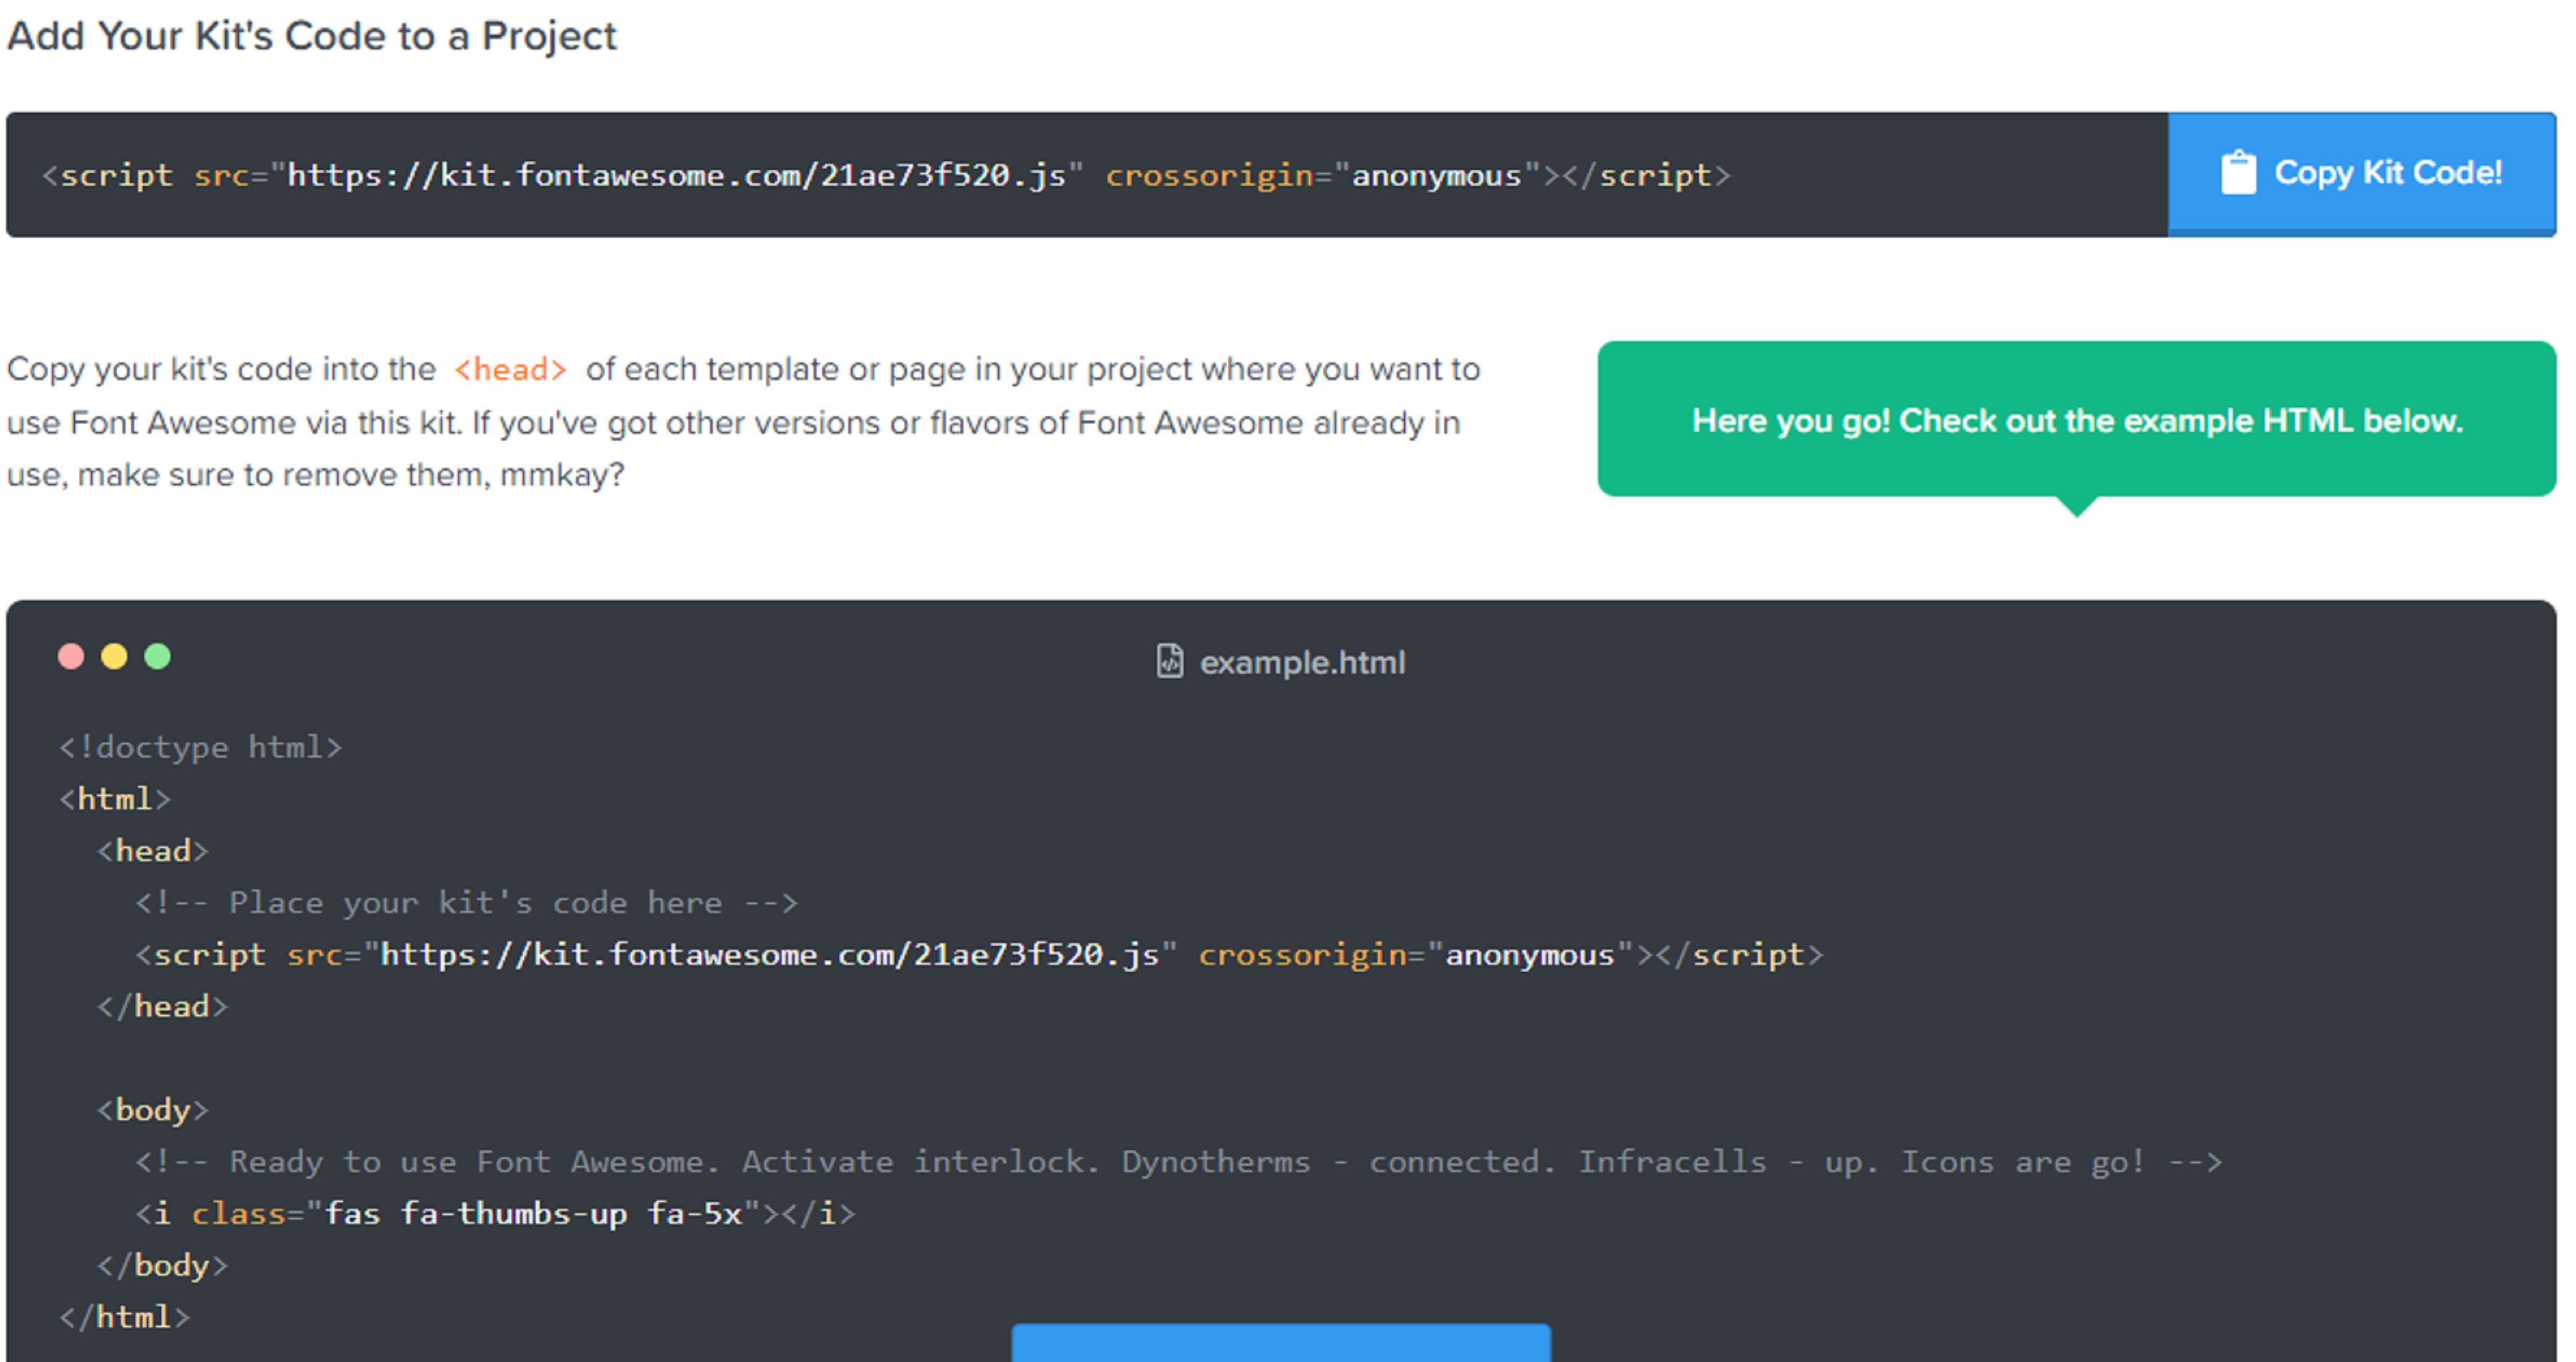 Add Your Kit's Code to a Project
<script src="https://kit.fontawesome.com/21ae73f520.js" crossorigin="anonymous"></script>
Copy Kit Code!
Copy your kit's code into the <head> of each template or page in your project where you want to
use Font Awesome via this kit. If you've got other versions or flavors of Font Awesome already in
use, make sure to remove them, mmkay?
Here you go! Check out the example HTML below.
example.html
<!doctype html>
<html>
<head>
<!-- Place your kit's code here -->
<script src="https://kit.fontawesome.com/21ae73f520.js" crossorigin="anonymous"></script>
</head>
<body>
<!-- Ready to use Font Awesome. Activate interlock. Dynotherms - connected. Infracells - up. Icons are go! -->
<i class="fas fa-thumbs-up fa-5x"></i>
</body>
</html>